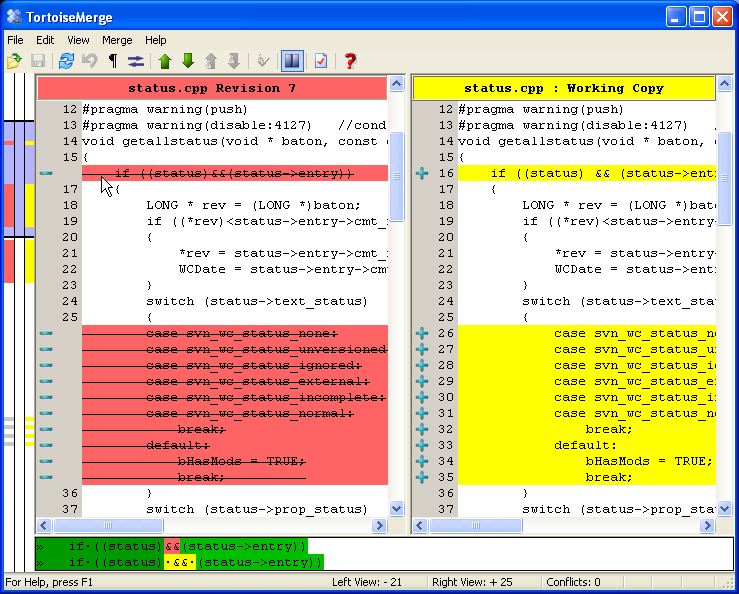 TortoiseMerge
File Edit View Merge Help
status.cpp Revision 7
12 #pragma warning(push)
13 #pragma warning(disable:4127) //cond
14 void getallstatus(void * baton, const
15 {
if ((status)&&(status->entry))
17 {
18 LONG * rev = (LONG *)baton;
19 if ((*rev)<status->entry->cmt_
20 {
21 *rev = status->entry->cmt_
22 WCDate = status->entry->cm
23 }
24 switch (status->text_status)
25 {
case svn_wc_status_none:
case svn_wc_status_unversioned
case svn_wc_status_ignored:
case svn_wc_status_external:
case svn_wc_status_incomplete:
case svn_wc_status_normal:
break;
default:
bHasMods = TRUE;
break;
36 }
37 switch (status->prop_status)
status.cpp : Working Copy
12 #pragma warning(push)
13 #pragma warning(disable:4127) /
14 void getallstatus(void * baton,
15 {
16 if ((status) && (status->ent
17 {
18 LONG * rev = (LONG *)bat
19 if ((*rev)<status->entry
20 {
21 *rev = status->entry
22 WCDate = status->ent
23 }
24 switch (status->text_sta
25 {
26 case svn_wc_status_n
27 case svn_wc_status_u
28 case svn_wc_status_i
29 case svn_wc_status_e
30 case svn_wc_status_i
31 case svn_wc_status_n
32 break;
33 default:
34 bHasMods = TRUE;
35 break;
36 }
37 switch (status->prop_sta
» if·((status)&&(status->entry))
» if·((status)·&&·(status->entry))
For Help, press F1 Left View: - 21 Right View: + 25 Conflicts: 0